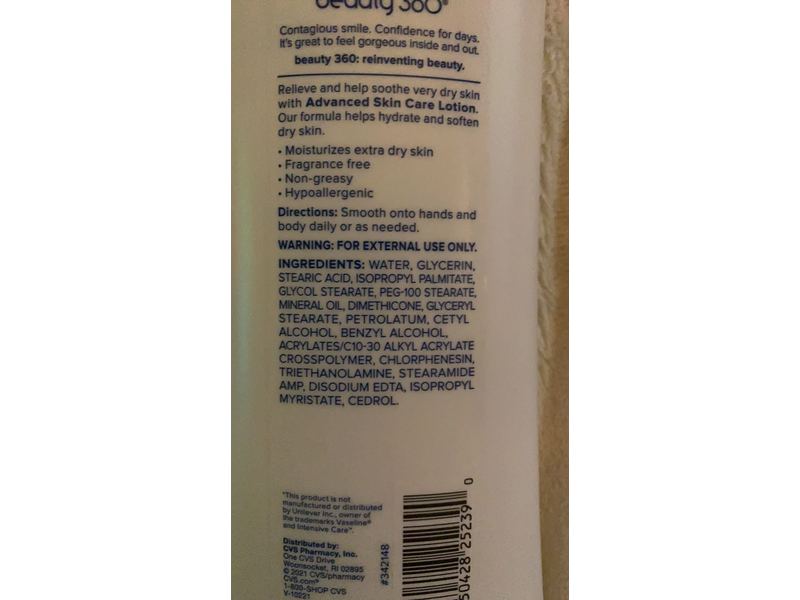 beauty 360®
Contagious smile. Confidence for days.
It's great to feel gorgeous inside and out.
beauty 360: reinventing beauty.
Relieve and help soothe very dry skin
with Advanced Skin Care Lotion.
Our formula helps hydrate and soften
dry skin.
• Moisturizes extra dry skin
• Fragrance free
• Non-greasy
• Hypoallergenic
Directions: Smooth onto hands and
body daily or as needed.
WARNING: FOR EXTERNAL USE ONLY.
INGREDIENTS: WATER, GLYCERIN,
STEARIC ACID, ISOPROPYL PALMITATE,
GLYCOL STEARATE, PEG-100 STEARATE,
MINERAL OIL, DIMETHICONE, GLYCERYL
STEARATE, PETROLATUM, CETYL
ALCOHOL, BENZYL ALCOHOL,
ACRYLATES/C10-30 ALKYL ACRYLATE
CROSSPOLYMER, CHLORPHENESIN,
TRIETHANOLAMINE, STEARAMIDE
AMP, DISODIUM EDTA, ISOPROPYL
MYRISTATE, CEDROL.
*This product is not
manufactured or distributed
by Unilever Inc., owner of
the trademarks Vaseline®
and Intensive Care™.
Distributed by:
CVS Pharmacy, Inc.
One CVS Drive
Woonsocket, RI 02895
© 2021 CVS/pharmacy
CVS.com®
1-800-SHOP CVS
V-10221
#342148
50428 25239 0